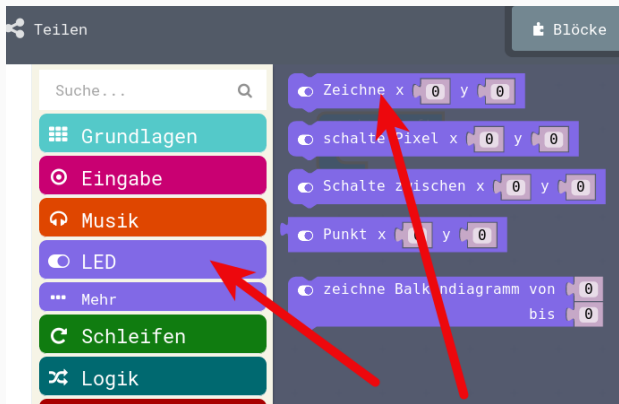 Teilen
Blöcke
Suche...
Grundlagen
Eingabe
Musik
LED
Mehr
Schleifen
Logik
Zeichne x 0 y 0
schalte Pixel x 0 y 0
Schalte zwischen x 0 y 0
Punkt x 0 y 0
zeichne Balkendiagramm von 0
bis 0